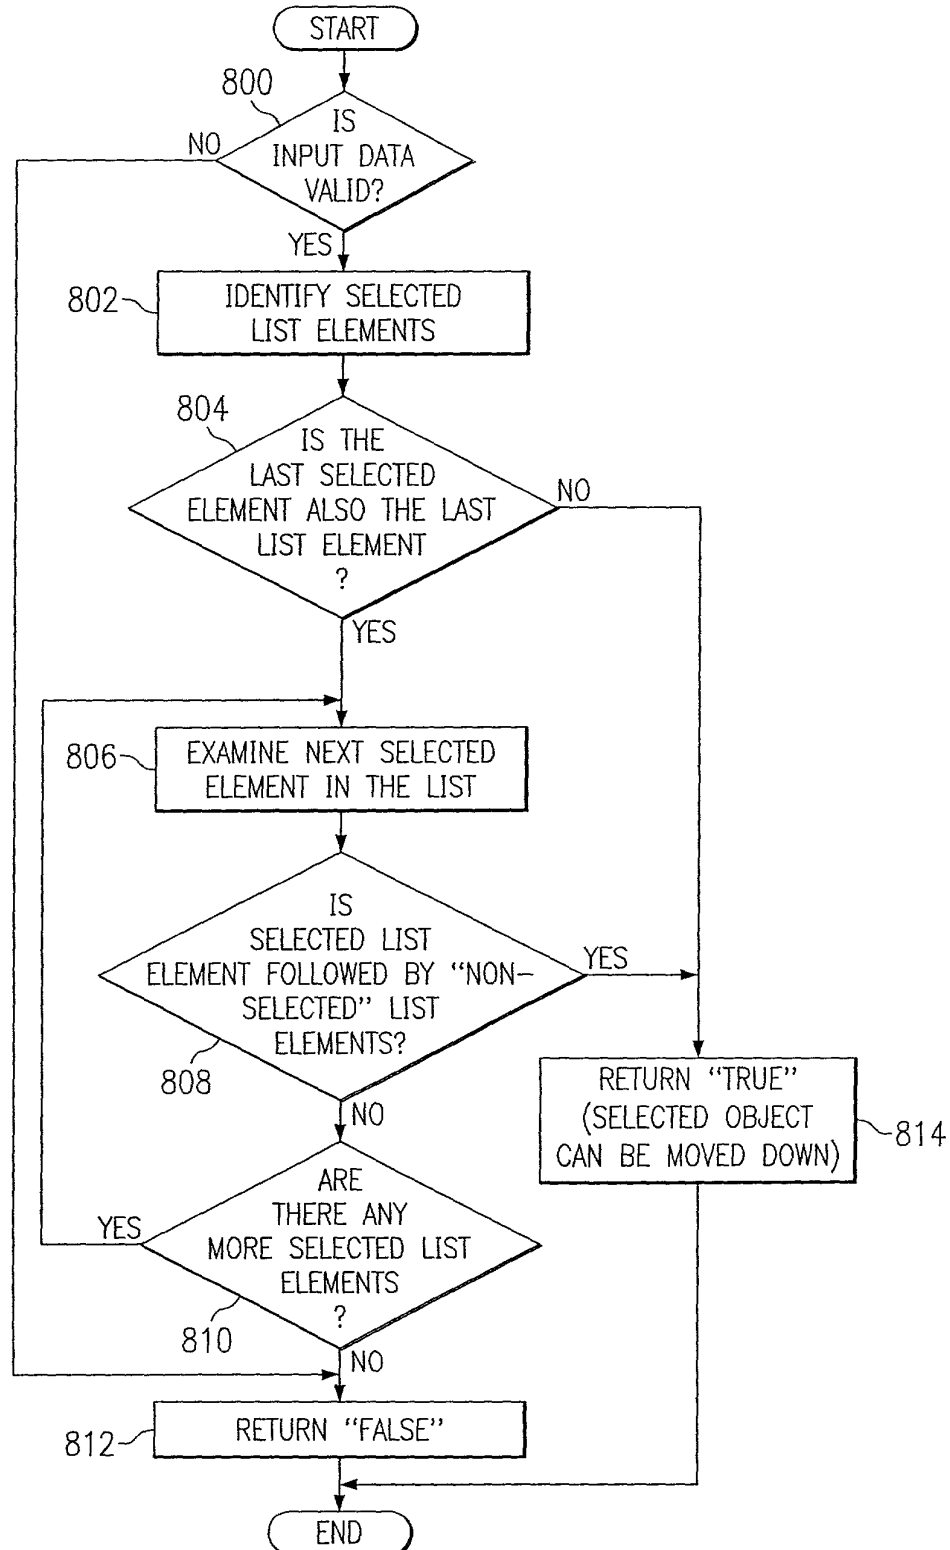 START
800
IS
INPUT DATA
VALID?
NO
YES
802
IDENTIFY SELECTED
LIST ELEMENTS
804
IS THE
LAST SELECTED
ELEMENT ALSO THE LAST
LIST ELEMENT
?
NO
YES
806
EXAMINE NEXT SELECTED
ELEMENT IN THE LIST
IS
SELECTED LIST
ELEMENT FOLLOWED BY “NON-
SELECTED” LIST
ELEMENTS?
YES
808
NO
RETURN “TRUE”
(SELECTED OBJECT
CAN BE MOVED DOWN)
814
ARE
THERE ANY
MORE SELECTED LIST
ELEMENTS
?
YES
810
NO
812
RETURN “FALSE”
END